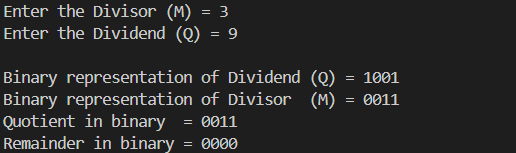 Enter the Divisor (M) = 3
Enter the Dividend (Q) = 9
Binary representation of Dividend (Q) = 1001
Binary representation of Divisor  (M) = 0011
Quotient in binary  = 0011
Remainder in binary = 0000